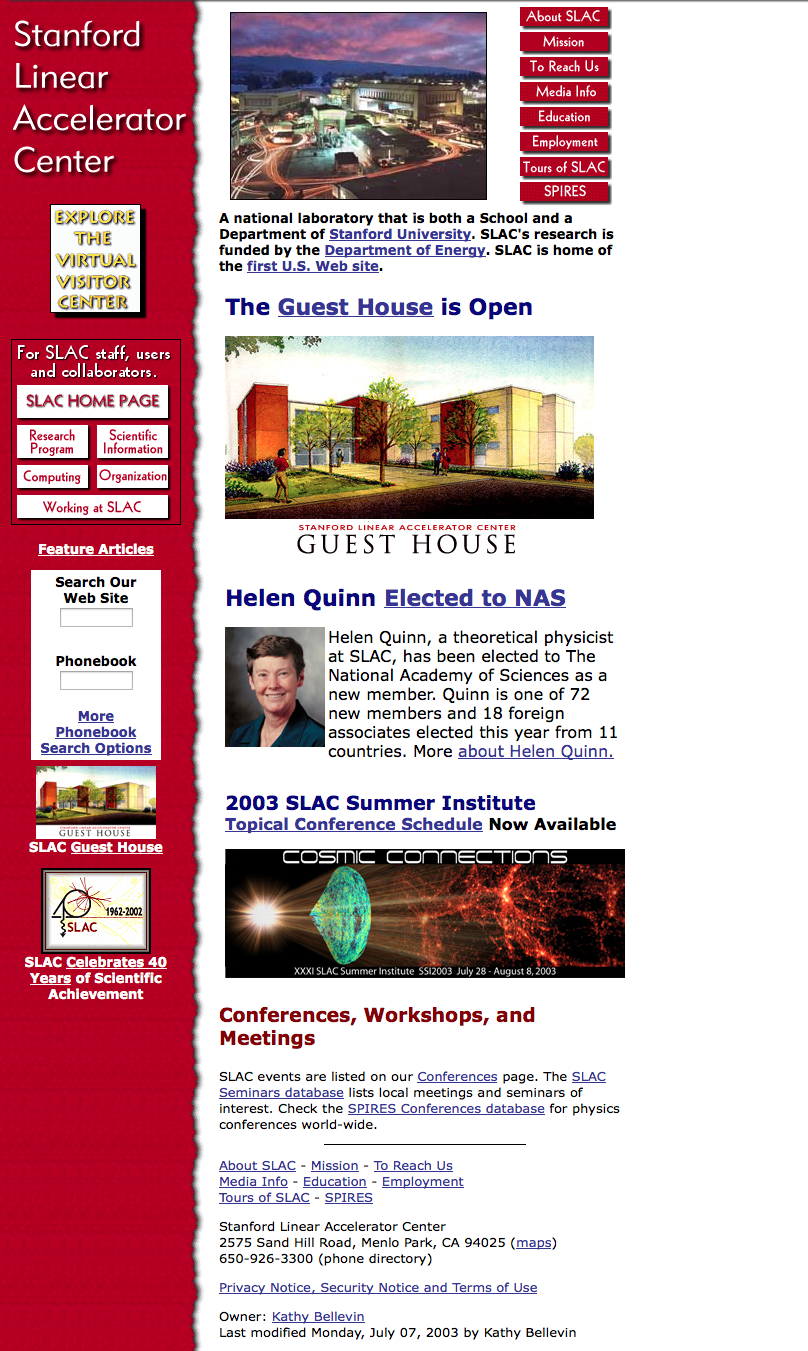 Stanford
Linear
Accelerator
Center
EXPLORE
THE
VIRTUAL
VISITOR
CENTER
For SLAC staff, users
and collaborators.
SLAC HOME PAGE
Research
Program
Scientific
Information
Computing
Organization
Working at SLAC
Feature Articles
Search Our
Web Site
Phonebook
More
Phonebook
Search Options
STANFORD LINEAR ACCELERATOR CENTER
GUEST HOUSE
SLAC Guest House
40
1962-2002
SLAC
SLAC Celebrates 40
Years of Scientific
Achievement
About SLAC
Mission
To Reach Us
Media Info
Education
Employment
Tours of SLAC
SPIRES
A national laboratory that is both a School and a
Department of Stanford University. SLAC's research is
funded by the Department of Energy. SLAC is home of
the first U.S. Web site.
The Guest House is Open
STANFORD LINEAR ACCELERATOR CENTER
GUEST HOUSE
Helen Quinn Elected to NAS
Helen Quinn, a theoretical physicist
at SLAC, has been elected to The
National Academy of Sciences as a
new member. Quinn is one of 72
new members and 18 foreign
associates elected this year from 11
countries. More about Helen Quinn.
2003 SLAC Summer Institute
Topical Conference Schedule Now Available
COSMIC CONNECTIONS
XXXI SLAC Summer Institute SSI2003 July 28 - August 8, 2003
Conferences, Workshops, and
Meetings
SLAC events are listed on our Conferences page. The SLAC
Seminars database lists local meetings and seminars of
interest. Check the SPIRES Conferences database for physics
conferences world-wide.
About SLAC - Mission - To Reach Us
Media Info - Education - Employment
Tours of SLAC - SPIRES
Stanford Linear Accelerator Center
2575 Sand Hill Road, Menlo Park, CA 94025 (maps)
650-926-3300 (phone directory)
Privacy Notice, Security Notice and Terms of Use
Owner: Kathy Bellevin
Last modified Monday, July 07, 2003 by Kathy Bellevin